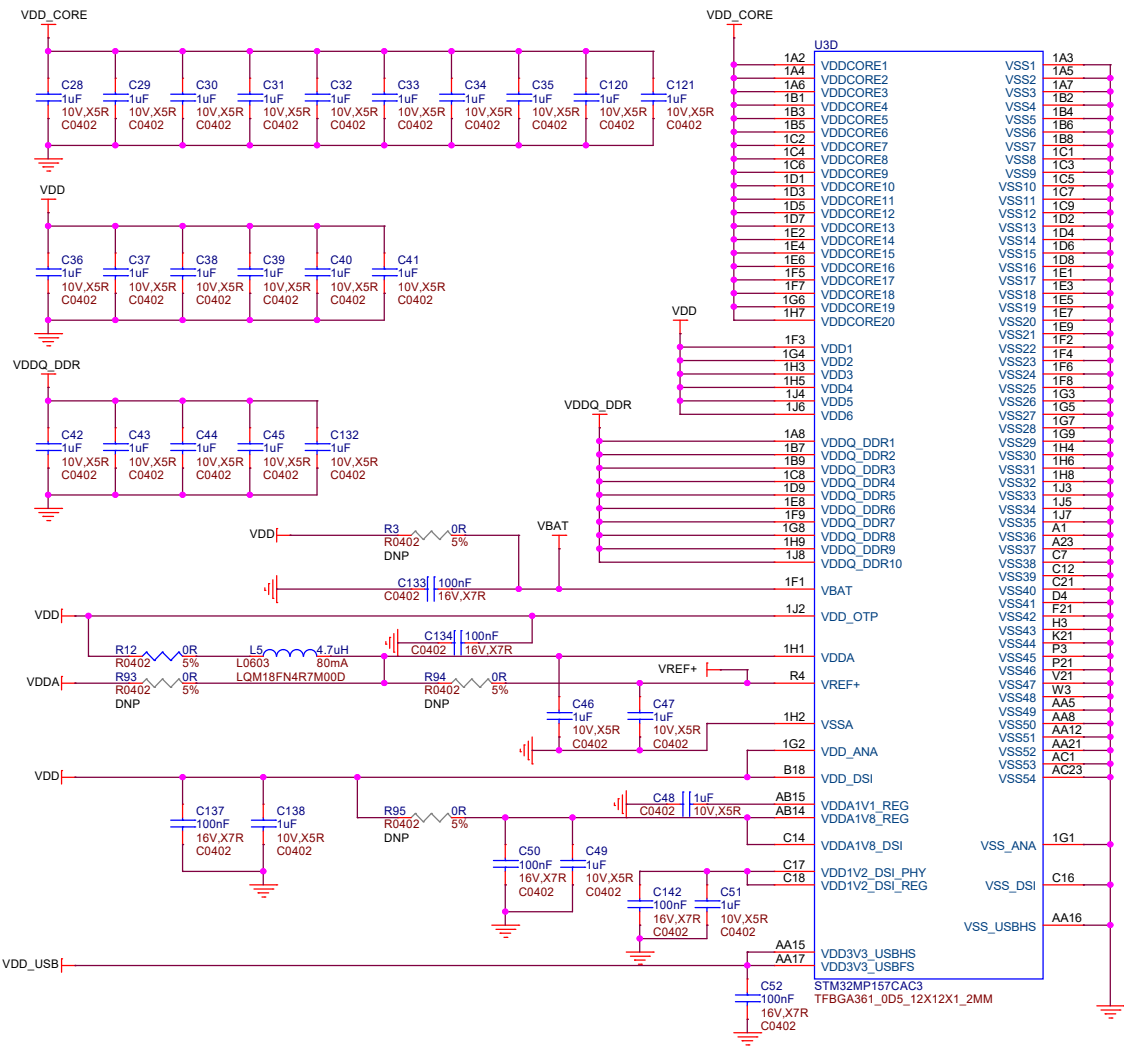 VDD_CORE
C28
1uF
10V,X5R
C0402
C29
1uF
10V,X5R
C0402
C30
1uF
10V,X5R
C0402
C31
1uF
10V,X5R
C0402
C32
1uF
10V,X5R
C0402
C33
1uF
10V,X5R
C0402
C34
1uF
10V,X5R
C0402
C35
1uF
10V,X5R
C0402
C120
1uF
10V,X5R
C0402
C121
1uF
10V,X5R
C0402
VDD
C36
1uF
10V,X5R
C0402
C37
1uF
10V,X5R
C0402
C38
1uF
10V,X5R
C0402
C39
1uF
10V,X5R
C0402
C40
1uF
10V,X5R
C0402
C41
1uF
10V,X5R
C0402
VDDQ_DDR
C42
1uF
10V,X5R
C0402
C43
1uF
10V,X5R
C0402
C44
1uF
10V,X5R
C0402
C45
1uF
10V,X5R
C0402
C132
1uF
10V,X5R
C0402
VDD
R3 0R
R0402 5%
DNP
VBAT
C133 100nF
C0402 16V,X7R
VDD
C134 100nF
C0402 16V,X7R
R12 0R
R0402 5%
L5 4.7uH
L0603 80mA
LQM18FN4R7M00D
VDDA
R93 0R
R0402 5%
DNP
R94 0R
R0402 5%
DNP
VREF+
C46
1uF
10V,X5R
C0402
C47
1uF
10V,X5R
C0402
VDD
C137
100nF
16V,X7R
C0402
C138
1uF
10V,X5R
C0402
R95 0R
R0402 5%
DNP
C48 1uF
C0402 10V,X5R
C50
100nF
16V,X7R
C0402
C49
1uF
10V,X5R
C0402
C142
100nF
16V,X7R
C0402
C51
1uF
10V,X5R
C0402
VDD_USB
C52
100nF
16V,X7R
C0402
VDD_CORE
VDD
VDDQ_DDR
U3D
1A2 VDDCORE1
1A4 VDDCORE2
1A6 VDDCORE3
1B1 VDDCORE4
1B3 VDDCORE5
1B5 VDDCORE6
1C2 VDDCORE7
1C4 VDDCORE8
1C6 VDDCORE9
1D1 VDDCORE10
1D3 VDDCORE11
1D5 VDDCORE12
1D7 VDDCORE13
1E2 VDDCORE14
1E4 VDDCORE15
1E6 VDDCORE16
1F5 VDDCORE17
1F7 VDDCORE18
1G6 VDDCORE19
1H7 VDDCORE20
1F3 VDD1
1G4 VDD2
1H3 VDD3
1H5 VDD4
1J4 VDD5
1J6 VDD6
1A8 VDDQ_DDR1
1B7 VDDQ_DDR2
1B9 VDDQ_DDR3
1C8 VDDQ_DDR4
1D9 VDDQ_DDR5
1E8 VDDQ_DDR6
1F9 VDDQ_DDR7
1G8 VDDQ_DDR8
1H9 VDDQ_DDR9
1J8 VDDQ_DDR10
1F1 VBAT
1J2 VDD_OTP
1H1 VDDA
R4 VREF+
1H2 VSSA
1G2 VDD_ANA
B18 VDD_DSI
AB15 VDDA1V1_REG
AB14 VDDA1V8_REG
C14 VDDA1V8_DSI
C17 VDD1V2_DSI_PHY
C18 VDD1V2_DSI_REG
AA15 VDD3V3_USBHS
AA17 VDD3V3_USBFS
VSS1 1A3
VSS2 1A5
VSS3 1A7
VSS4 1B2
VSS5 1B4
VSS6 1B6
VSS7 1B8
VSS8 1C1
VSS9 1C3
VSS10 1C5
VSS11 1C7
VSS12 1C9
VSS13 1D2
VSS14 1D4
VSS15 1D6
VSS16 1D8
VSS17 1E1
VSS18 1E3
VSS19 1E5
VSS20 1E7
VSS21 1E9
VSS22 1F2
VSS23 1F4
VSS24 1F6
VSS25 1F8
VSS26 1G3
VSS27 1G5
VSS28 1G7
VSS29 1G9
VSS30 1H4
VSS31 1H6
VSS32 1H8
VSS33 1J3
VSS34 1J5
VSS35 1J7
VSS36 A1
VSS37 A23
VSS38 C7
VSS39 C12
VSS40 C21
VSS41 D4
VSS42 F21
VSS43 H3
VSS44 K21
VSS45 P3
VSS46 P21
VSS47 V21
VSS48 W3
VSS49 AA5
VSS50 AA8
VSS51 AA12
VSS52 AA21
VSS53 AC1
VSS54 AC23
VSS_ANA 1G1
VSS_DSI C16
VSS_USBHS AA16
STM32MP157CAC3
TFBGA361_0D5_12X12X1_2MM